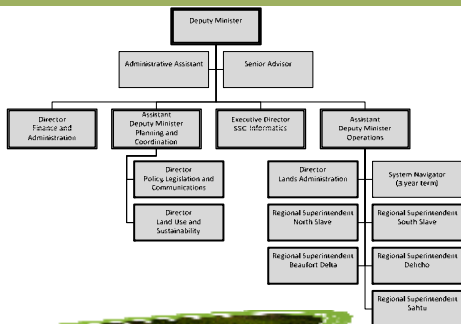 Deputy Minister
Administrative Assistant
Senior Advisor
Director
Finance and
Administration
Assistant
Deputy Minister
Planning and
Coordination
Executive Director
SSC Informatics
Assistant
Deputy Minister
Operations
Director
Policy, Legislation and
Communications
Director
Land Use and
Sustainability
Director
Lands Administration
System Navigator
(3 year term)
Regional Superintendent
North Slave
Regional Superintendent
South Slave
Regional Superintendent
Beaufort Delta
Regional Superintendent
Dehcho
Regional Superintendent
Sahtu